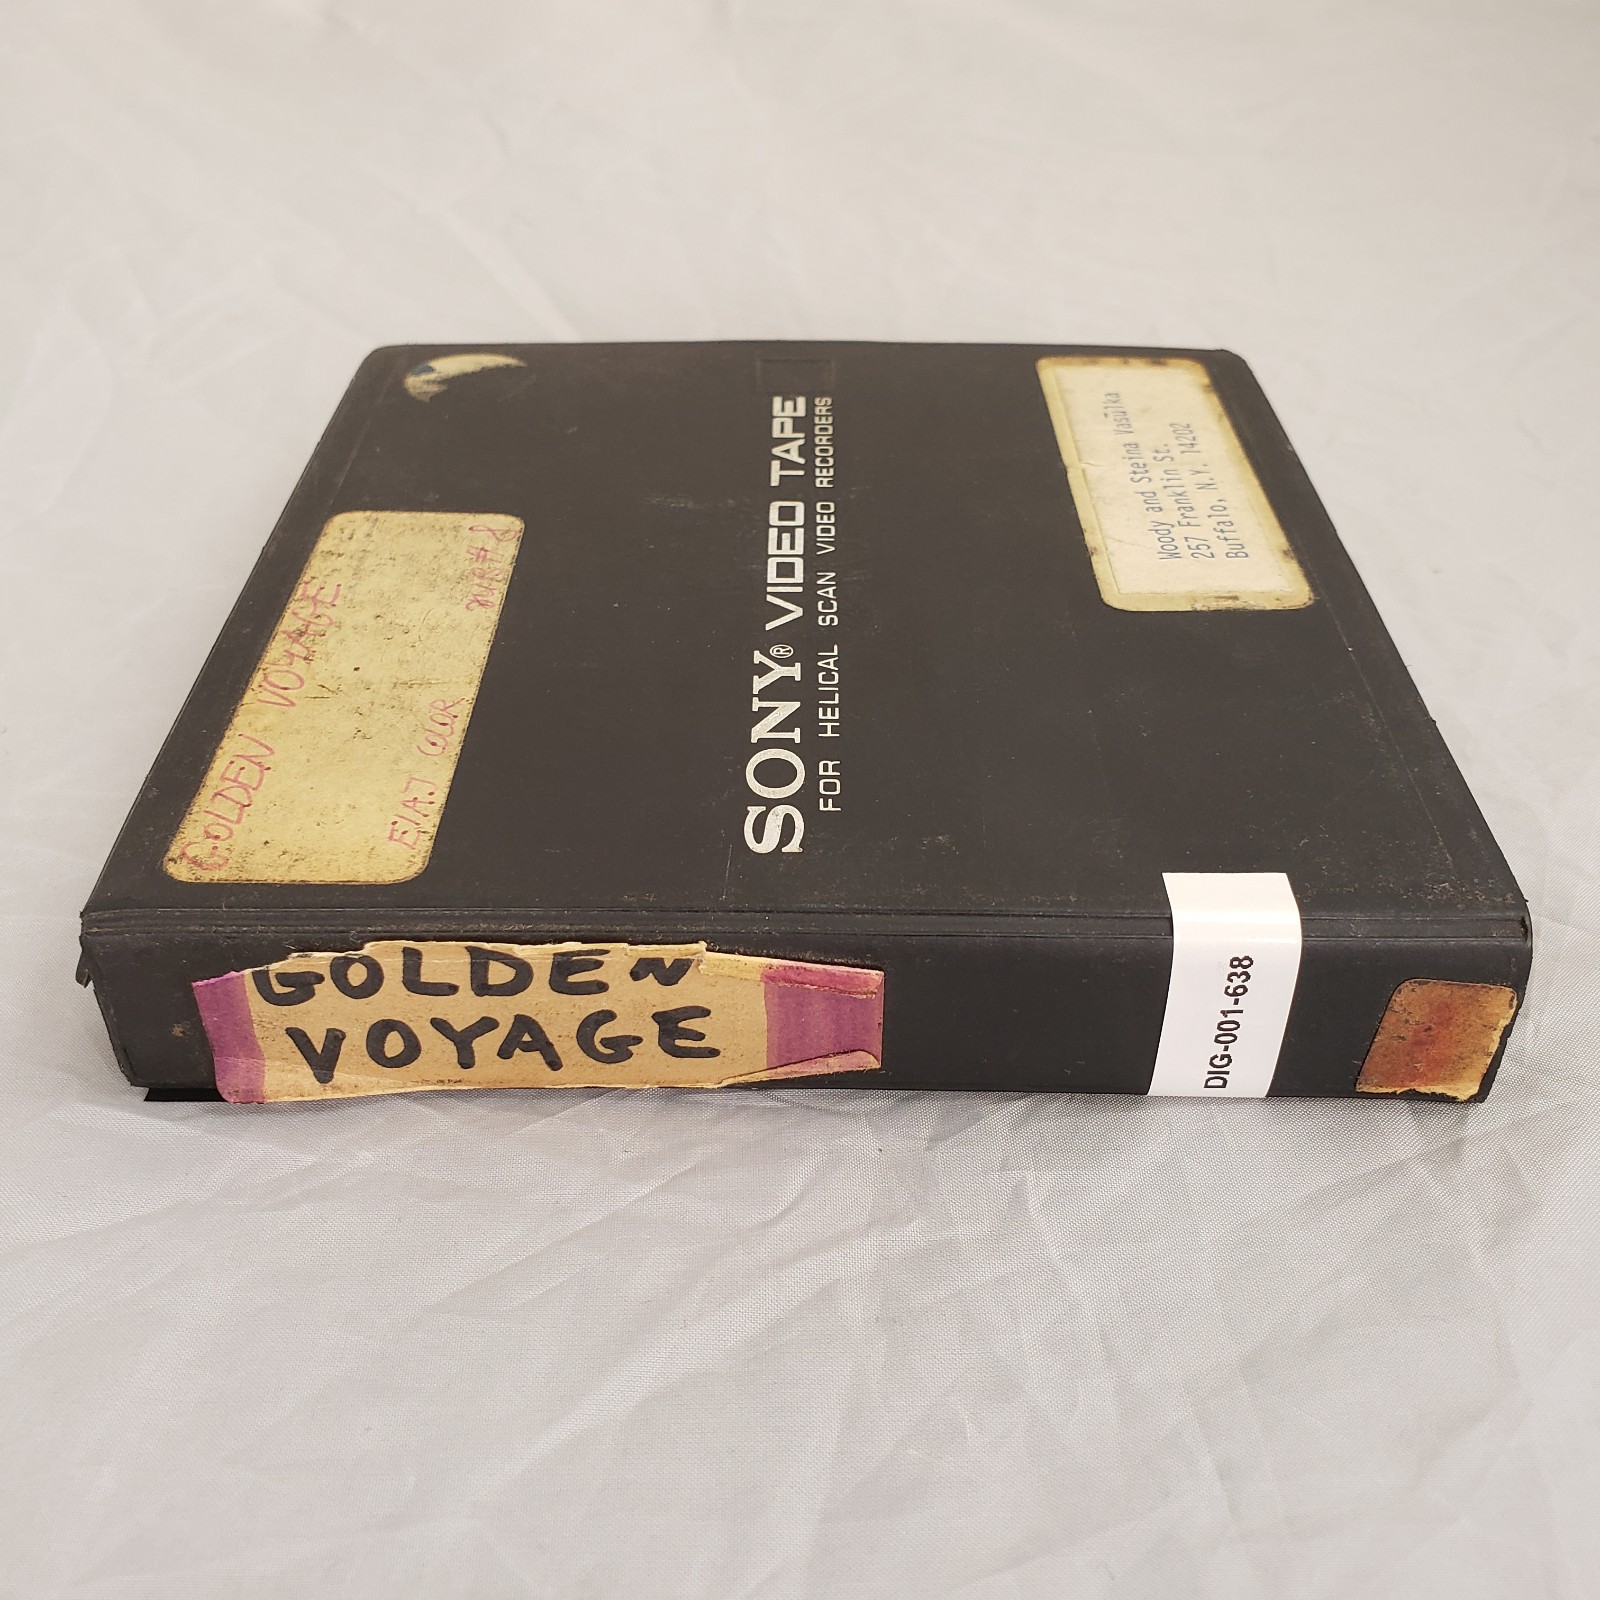 GOLDEN VOYAGE
EIAJ COLOR
SONY® VIDEO TAPE
FOR HELICAL SCAN VIDEO RECORDERS
Woody and Steina Vasulka
257 Franklin St.
Buffalo, N.Y. 14202
GOLDEN
VOYAGE
DIG-001-638